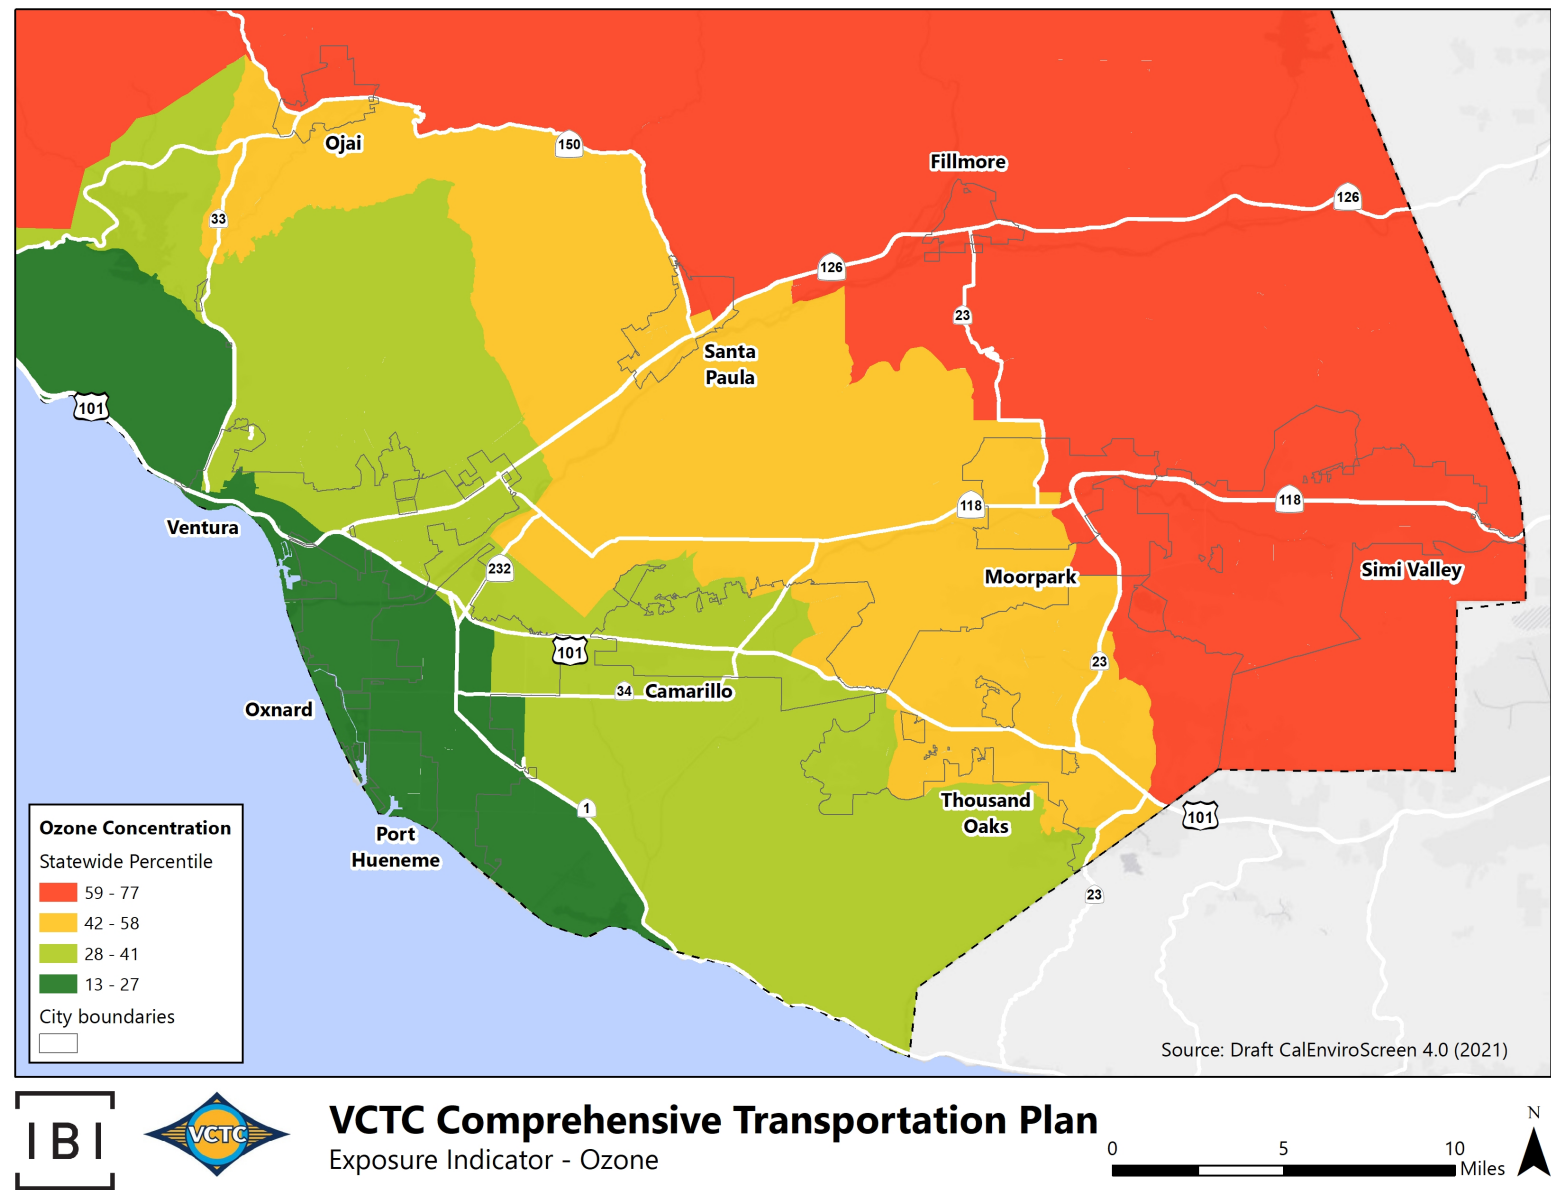 Ojai
150
Fillmore
126
33
126
23
Santa
Paula
101
118
118
Ventura
232
Moorpark
Simi Valley
101
23
34
Camarillo
Oxnard
1
Thousand
Oaks
101
Port
Hueneme
23
Ozone Concentration
Statewide Percentile
59 - 77
42 - 58
28 - 41
13 - 27
City boundaries
Source: Draft CalEnviroScreen 4.0 (2021)
IBI
VCTC
VCTC Comprehensive Transportation Plan
Exposure Indicator - Ozone
0 5 10
Miles
N